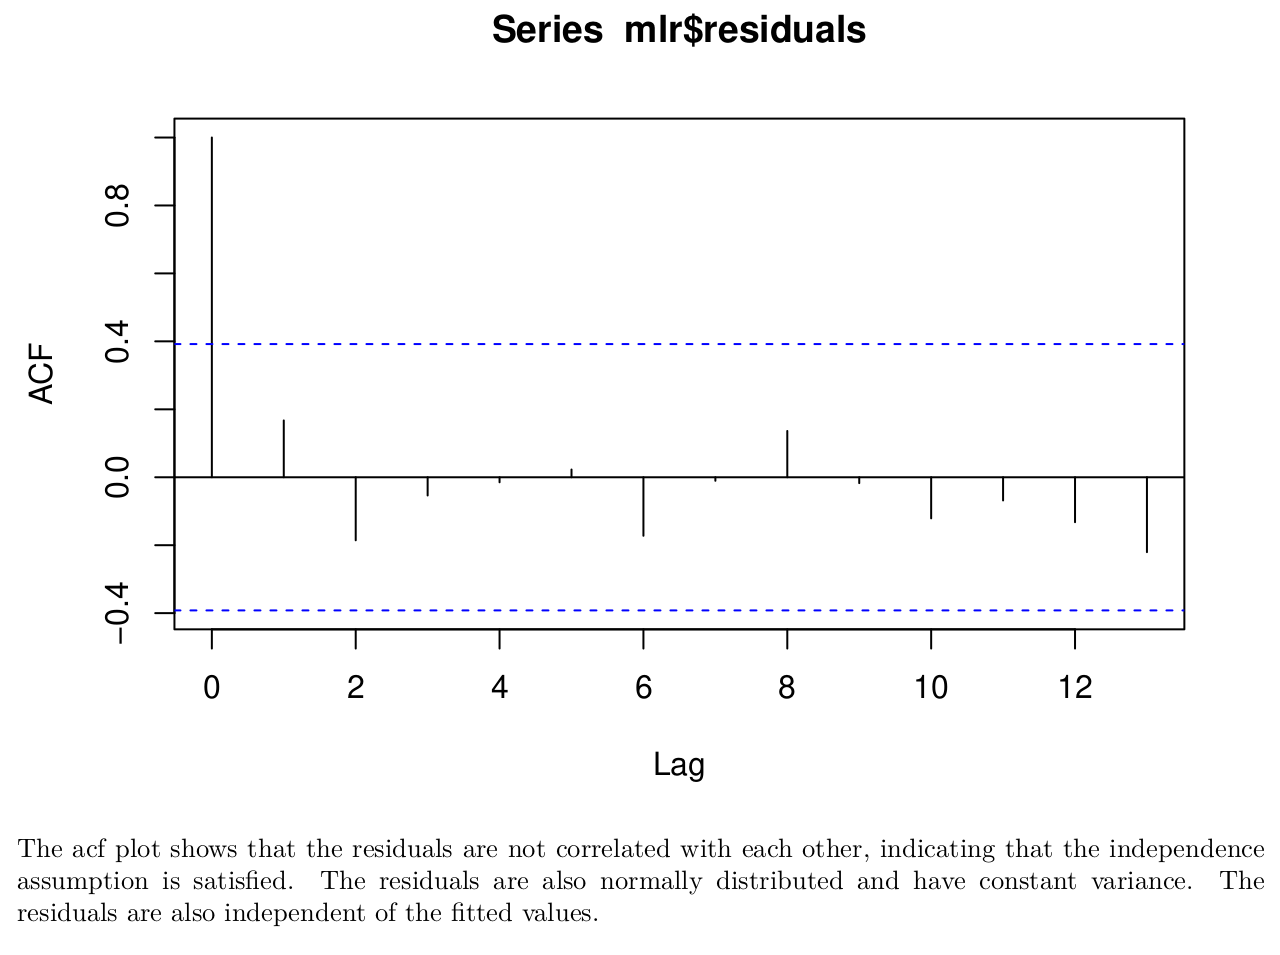 Series  mlr$residuals
ACF
0.8
0.4
0.0
−0.4
0 2 4 6 8 10 12
Lag
The acf plot shows that the residuals are not correlated with each other, indicating that the independence
assumption is satisfied. The residuals are also normally distributed and have constant variance. The
residuals are also independent of the fitted values.